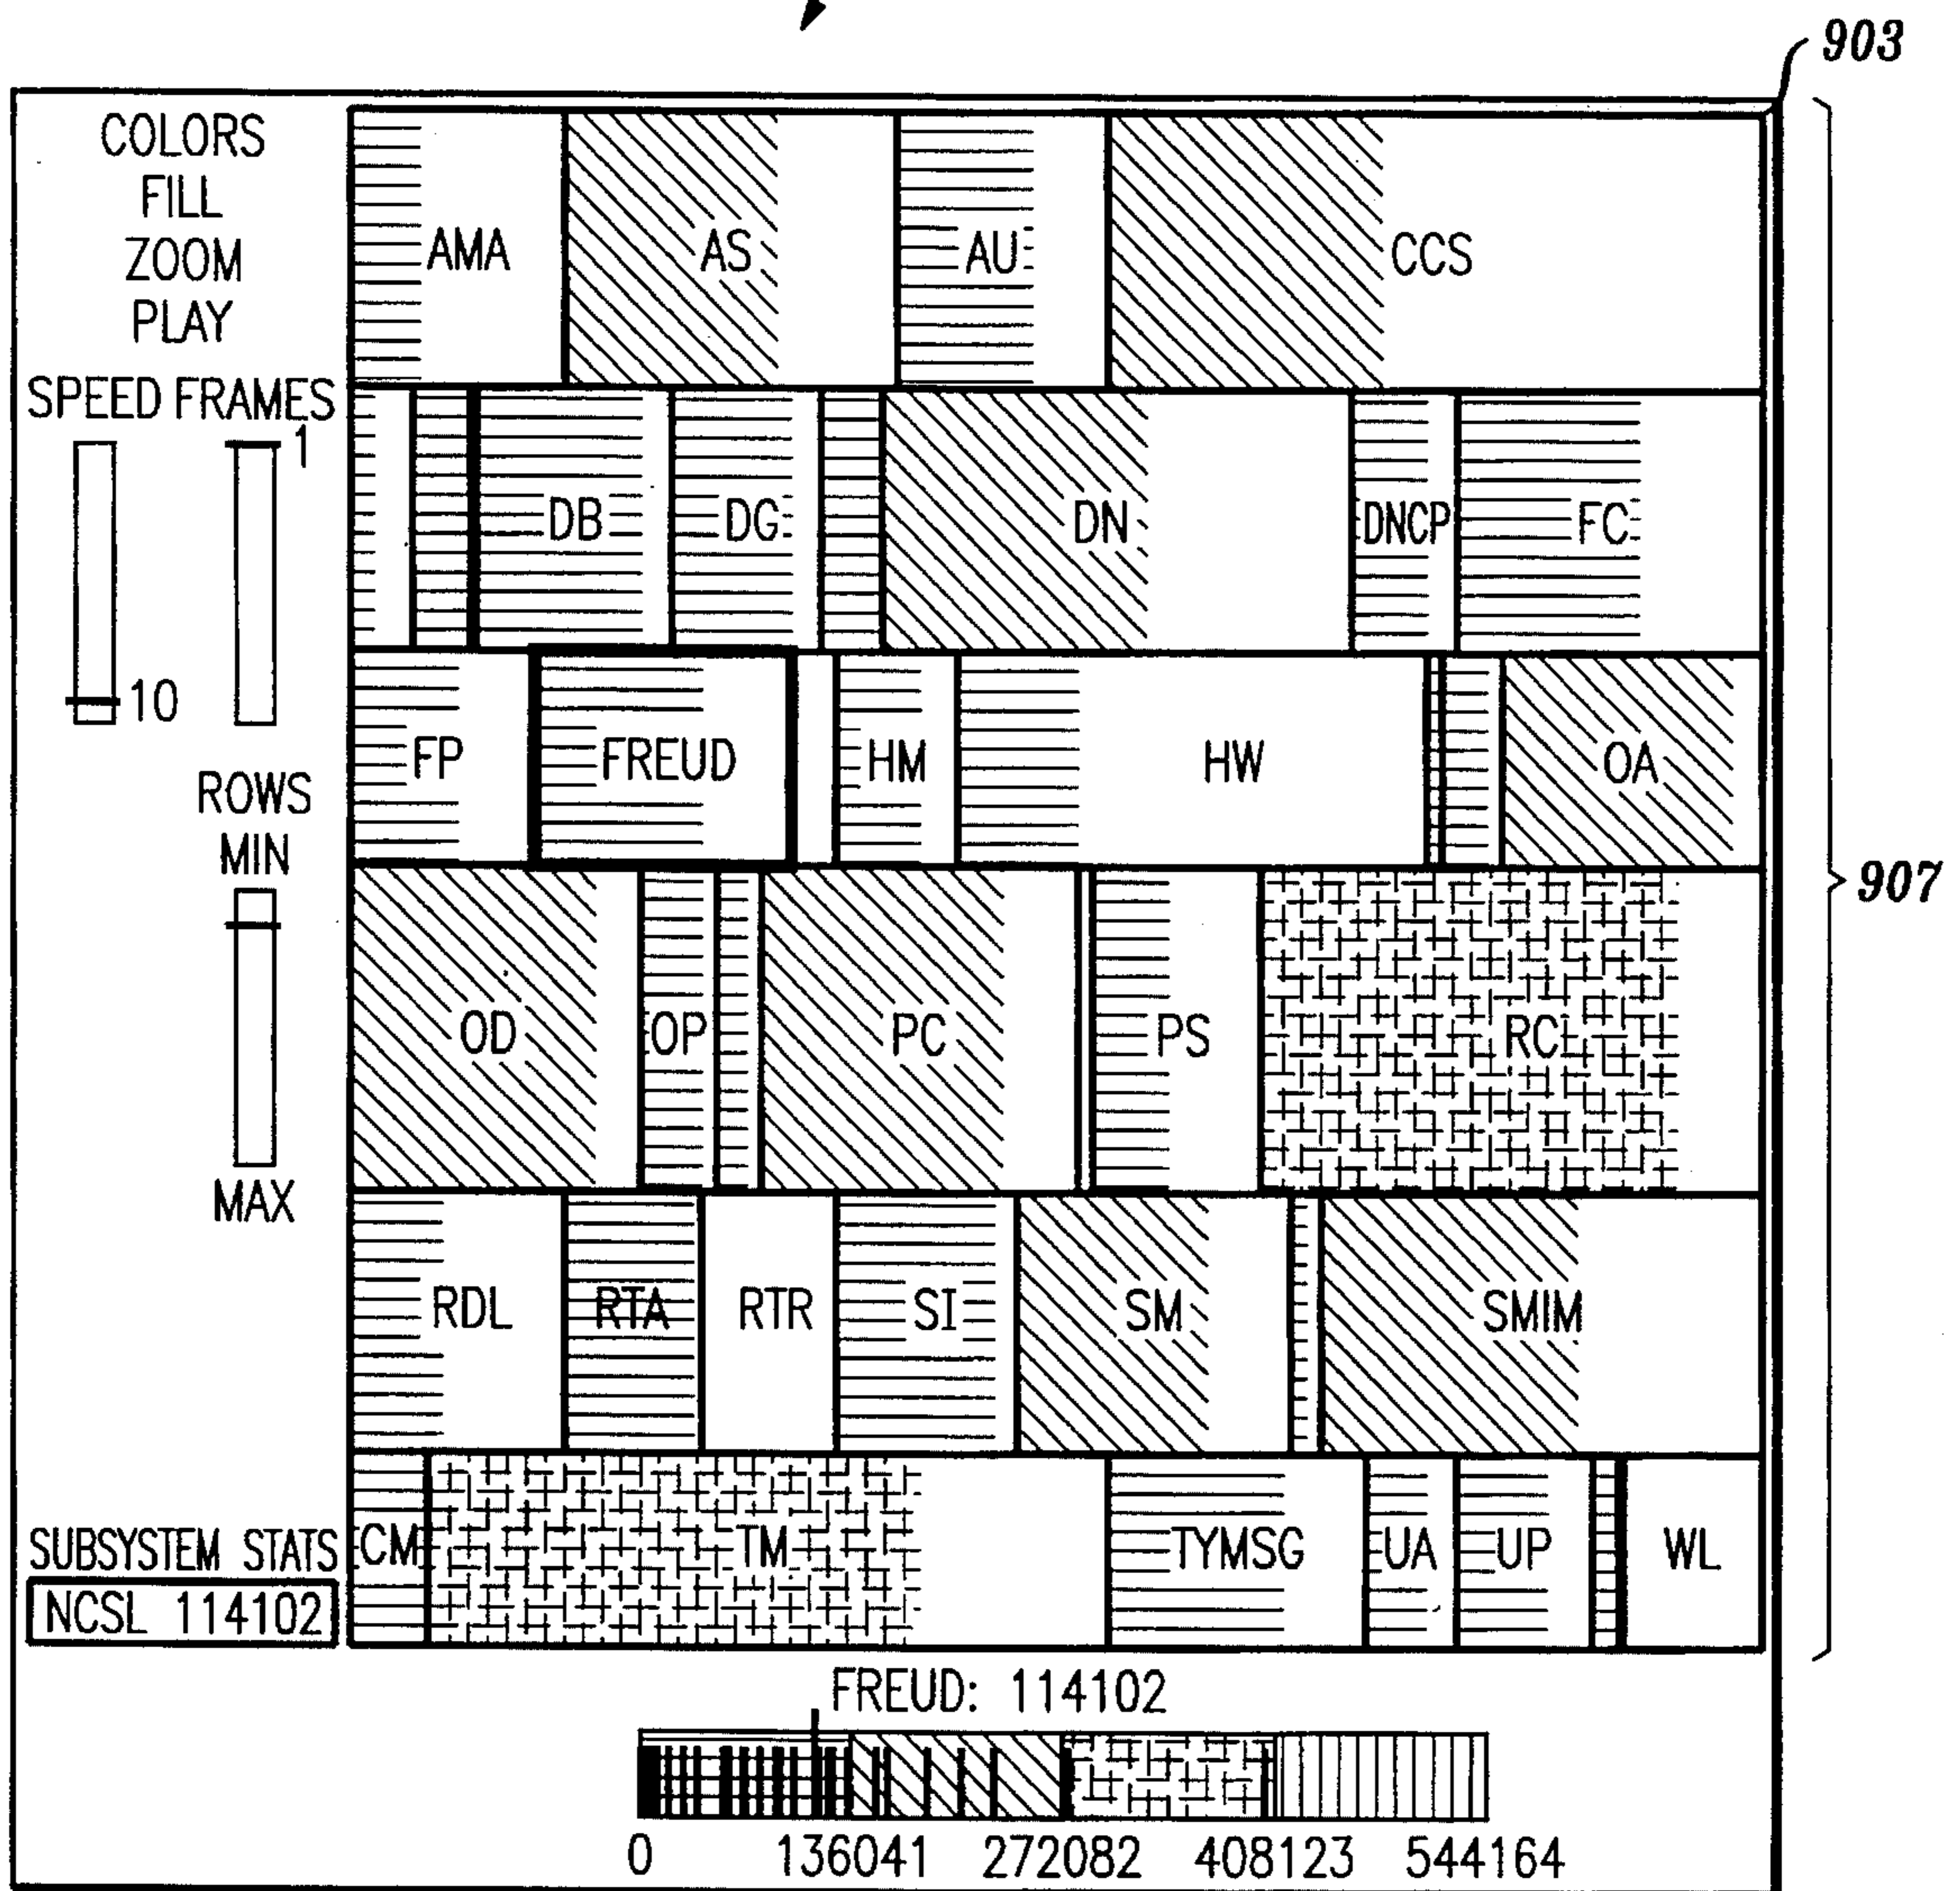 903
COLORS
FILL
ZOOM
PLAY
SPEED FRAMES
1
10
ROWS
MIN
MAX
SUBSYSTEM STATS
NCSL 114102
AMA AS AU CCS
DB DG DN DNCP FC
FP FREUD HM HW OA
907
OD OP PC PS RC
RDL RTA RTR SI SM SMIM
CM TM TYMSG UA UP WL
FREUD: 114102
0 136041 272082 408123 544164